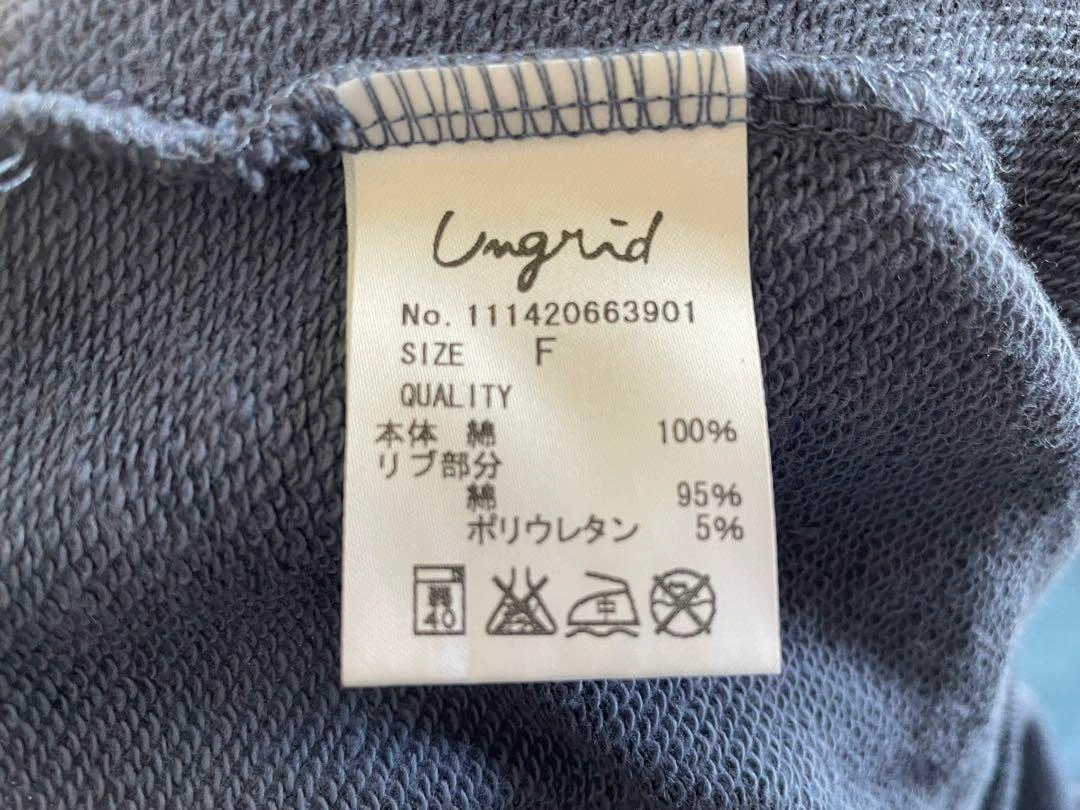 Ungrid
No. 111420663901
SIZE F
QUALITY
本体 綿 100%
リブ部分
綿 95%
ポリウレタン 5%
40
中